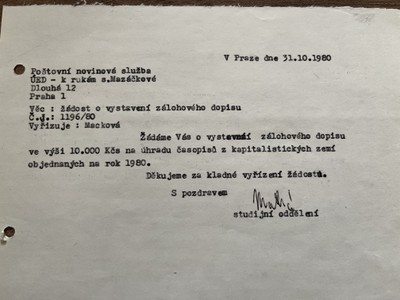 V Praze dne 31.10.1980
Poštovní novinová služba
ÚED - k rukám s.Mazáčkové
Dlouhá 12
Praha 1
Věc : žádost o vystavení zálohového dopisu
Č.j.: 1196/80
Vyřizuje : Macková
Žádáme Vás o vystavení zálohového dopisu
ve výši 10.000 Kčs na úhradu časopisů z kapitalistických zemí
objednaných na rok 1980.
Děkujeme za kladné vyřízení žádosti.
S pozdravem
studijní oddělení